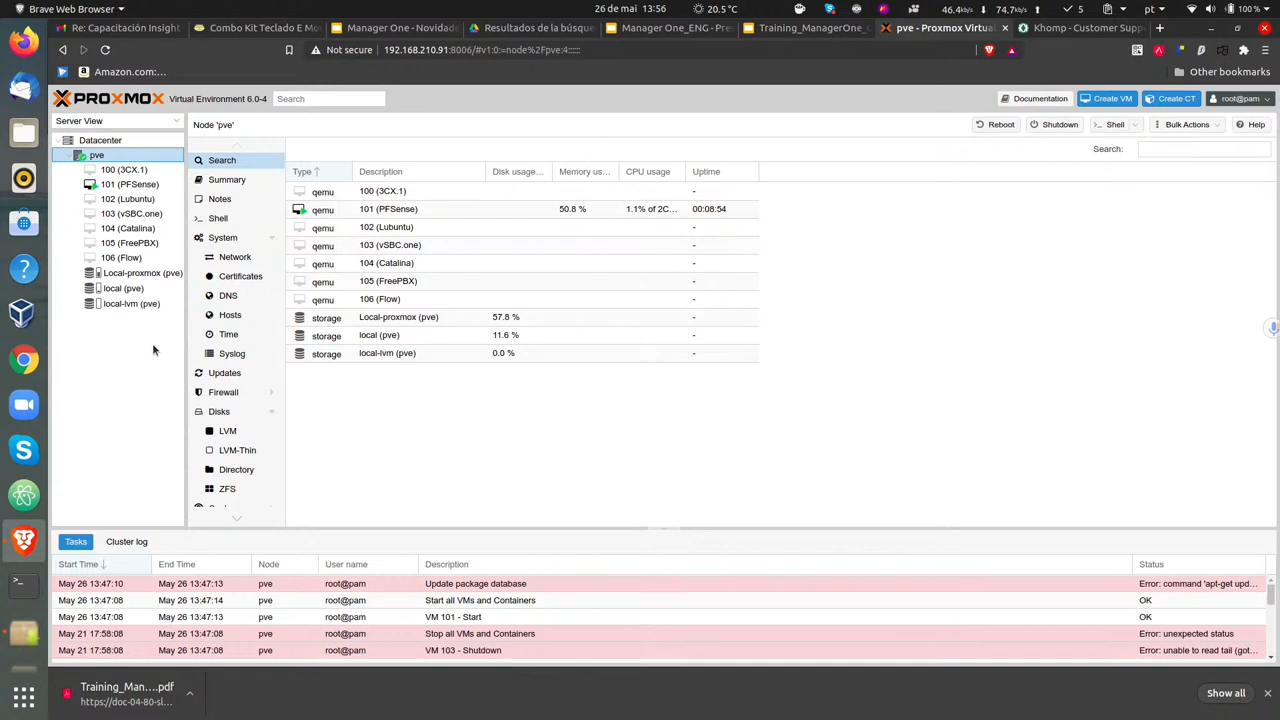 Brave Web Browser
26 de mai 13:56
20.5 °C
46,4kb/s
74,7kb/s
5
pt
100 %
Re: Capacitación Insight
Combo Kit Teclado E Mo
Manager One - Novidade
Resultados de la búsque
Manager One_ENG - Pre
Training_ManagerOne_
pve - Proxmox Virtual
Khomp - Customer Supp
Not secure
192.168.210.91:8006/#v1:0:=node%2Fpve:4:::::
Amazon.com:...
Other bookmarks
PROXMOX
Virtual Environment 6.0-4
Search
Documentation
Create VM
Create CT
root@pam
Server View
Node 'pve'
Reboot
Shutdown
Shell
Bulk Actions
Help
Datacenter
pve
100 (3CX.1)
101 (PFSense)
102 (Lubuntu)
103 (vSBC.one)
104 (Catalina)
105 (FreePBX)
106 (Flow)
Local-proxmox (pve)
local (pve)
local-lvm (pve)
Search
Summary
Notes
Shell
System
Network
Certificates
DNS
Hosts
Time
Syslog
Updates
Firewall
Disks
LVM
LVM-Thin
Directory
ZFS
Search:
Type Description Disk usage... Memory us... CPU usage Uptime
qemu 100 (3CX.1) -
qemu 101 (PFSense) 50.8 % 1.1% of 2C... 00:08:54
qemu 102 (Lubuntu) -
qemu 103 (vSBC.one) -
qemu 104 (Catalina) -
qemu 105 (FreePBX) -
qemu 106 (Flow) -
storage Local-proxmox (pve) 57.8 % -
storage local (pve) 11.6 % -
storage local-lvm (pve) 0.0 % -
Tasks
Cluster log
Start Time End Time Node User name Description Status
May 26 13:47:10 May 26 13:47:13 pve root@pam Update package database Error: command 'apt-get upd...
May 26 13:47:08 May 26 13:47:14 pve root@pam Start all VMs and Containers OK
May 26 13:47:08 May 26 13:47:13 pve root@pam VM 101 - Start OK
May 21 17:58:08 May 26 13:47:08 pve root@pam Stop all VMs and Containers Error: unexpected status
May 21 17:58:08 May 26 13:47:08 pve root@pam VM 103 - Shutdown Error: unable to read tail (got...
Training_Man....pdf
https://doc-04-80-sl...
Show all